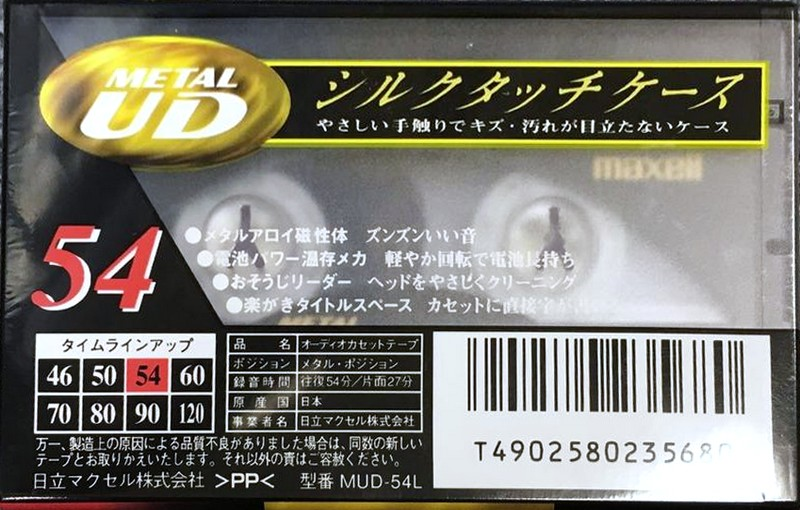 METAL
UD
シルクタッチケース
やさしい手触りでキズ・汚れが目立たないケース
maxell
54
●メタルアロイ磁性体 ズンズンいい音
●電池パワー温存メカ 軽やか回転で電池長持ち
●おそうじリーダー ヘッドをやさしくクリーニング
●楽がきタイトルスペース カセットに直接字が
METAL
タイムラインアップ
46 50 54 60
70 80 90 120
品名 オーディオカセットテープ
ポジション メタル・ポジション
録音時間 往復54分/片面27分
原産国 日本
事業者名 日立マクセル株式会社
万一、製造上の原因による品質不良がありました場合は、同数の新しい
テープとお取りかえいたします。それ以外の責はご容赦ください。
日立マクセル株式会社 >PP< 型番 MUD-54L
T4902580235680